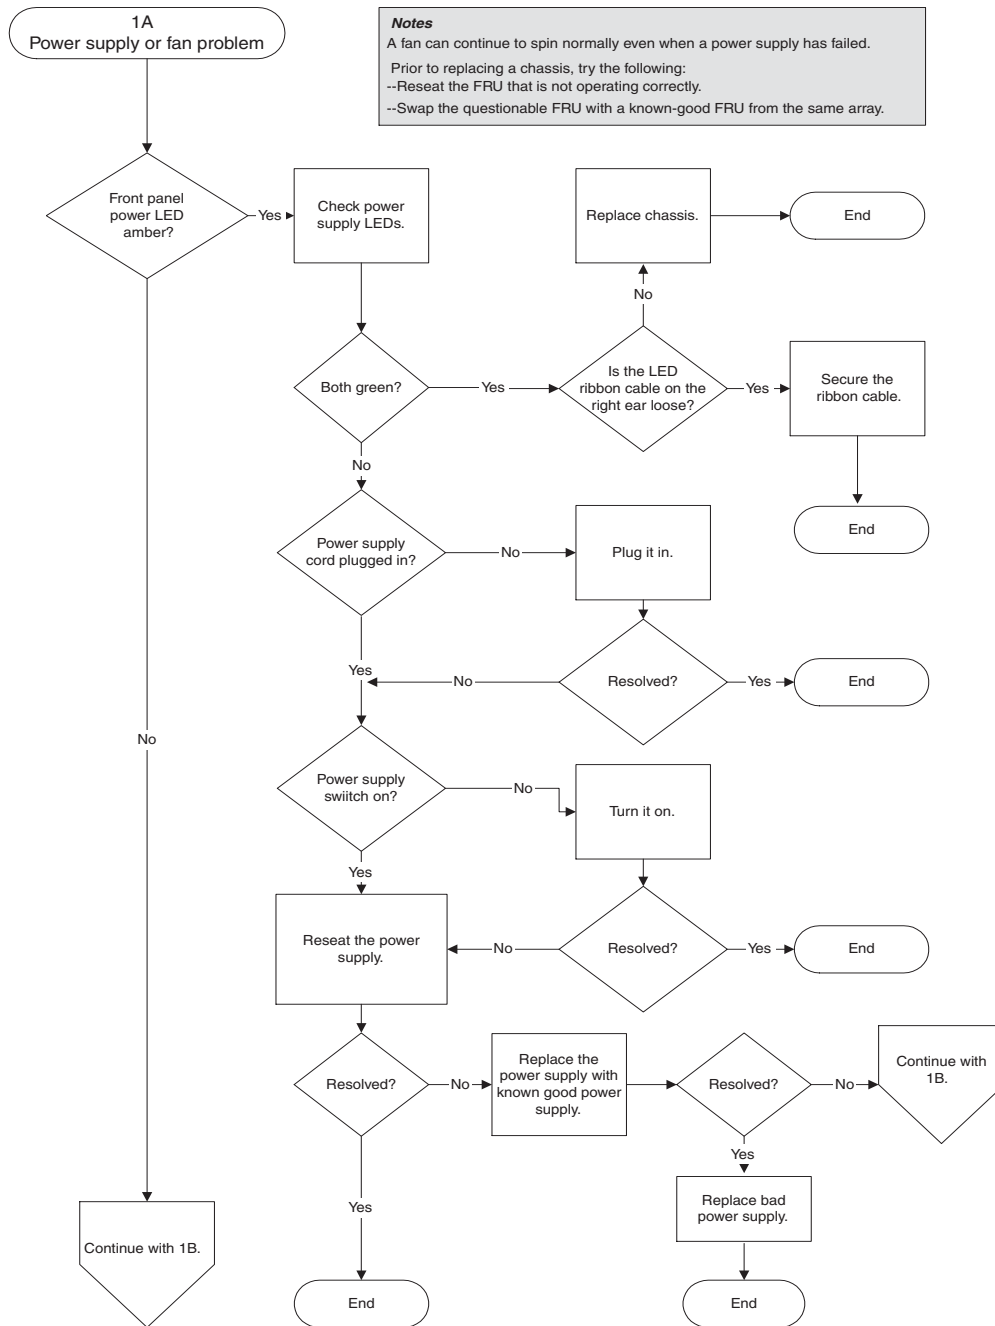 1A
Power supply or fan problem
Notes
A fan can continue to spin normally even when a power supply has failed.
Prior to replacing a chassis, try the following:
--Reseat the FRU that is not operating correctly.
--Swap the questionable FRU with a known-good FRU from the same array.
Front panel
power LED
amber?
Yes
Check power
supply LEDs.
Replace chassis.
End
No
Both green?
Yes
Is the LED
ribbon cable on the
right ear loose?
Yes
Secure the
ribbon cable.
No
End
Power supply
cord plugged in?
No
Plug it in.
Yes
No
Resolved?
Yes
End
No
Power supply
swiitch on?
No
Turn it on.
Yes
Reseat the power
supply.
No
Resolved?
Yes
End
Resolved?
No
Replace the
power supply with
known good power
supply.
Resolved?
No
Continue with
1B.
Yes
Yes
Replace bad
power supply.
Continue with 1B.
End
End